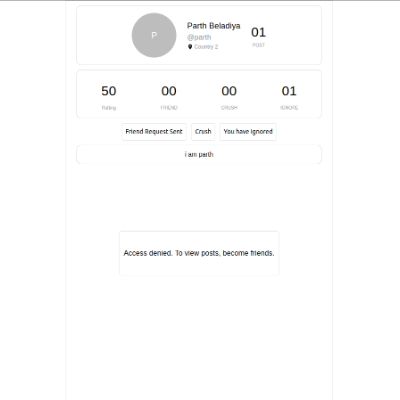 P
Parth Beladiya
@parth
Country 2
01
POST
50
Rating
00
FRIEND
00
CRUSH
01
IGNORE
Friend Request Sent
Crush
You have Ignored
i am parth
Access denied. To view posts, become friends.